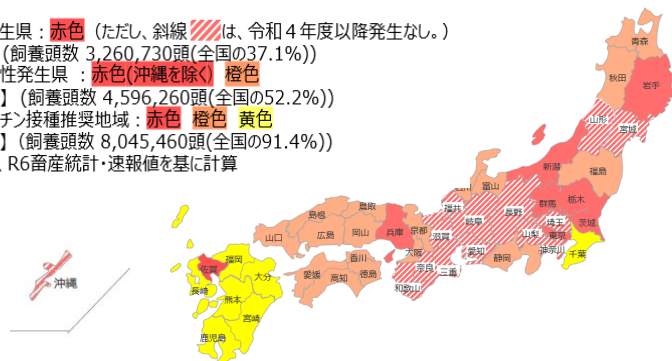 生県：赤色（ただし、斜線 は、令和４年度以降発生なし。）
（飼養頭数 3,260,730頭(全国の37.1%))
性発生県 ：赤色(沖縄を除く) 橙色
】（飼養頭数 4,596,260頭(全国の52.2%))
チン接種推奨地域：赤色 橙色 黄色
】（飼養頭数 8,045,460頭(全国の91.4%))
、R6畜産統計・速報値を基に計算
青森
秋田
岩手
山形
宮城
新潟
福島
石川
富山
群馬
栃木
福井
岐阜
長野
埼玉
茨城
鳥取
島根
兵庫
京都
滋賀
山梨
東京
山口
広島
岡山
愛知
神奈川
千葉
大阪
静岡
香川
奈良
三重
福岡
佐賀
大分
愛媛
高知
徳島
和歌山
沖縄
長崎
熊本
宮崎
鹿児島